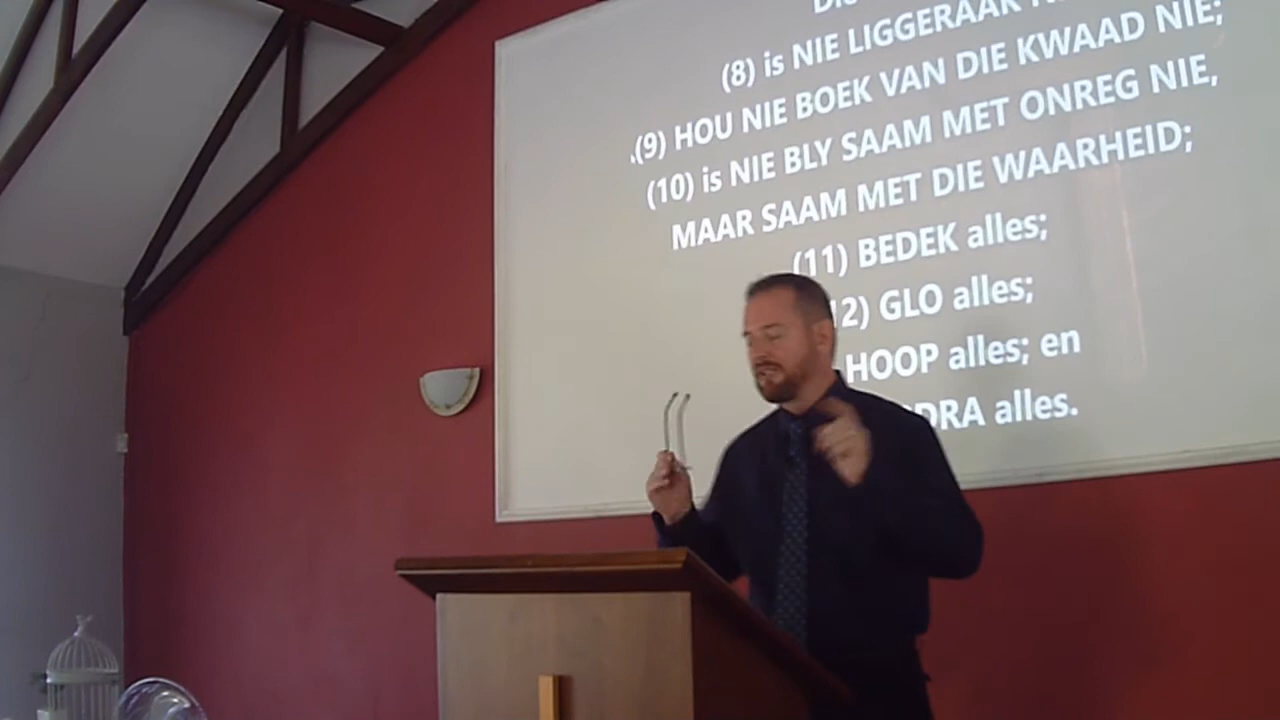 (8) is NIE LIGGERAAK
(9) HOU NIE BOEK VAN DIE KWAAD NIE;
(10) is NIE BLY SAAM MET ONREG NIE,
MAAR SAAM MET DIE WAARHEID;
(11) BEDEK alles;
GLO alles;
HOOP alles; en
alles.